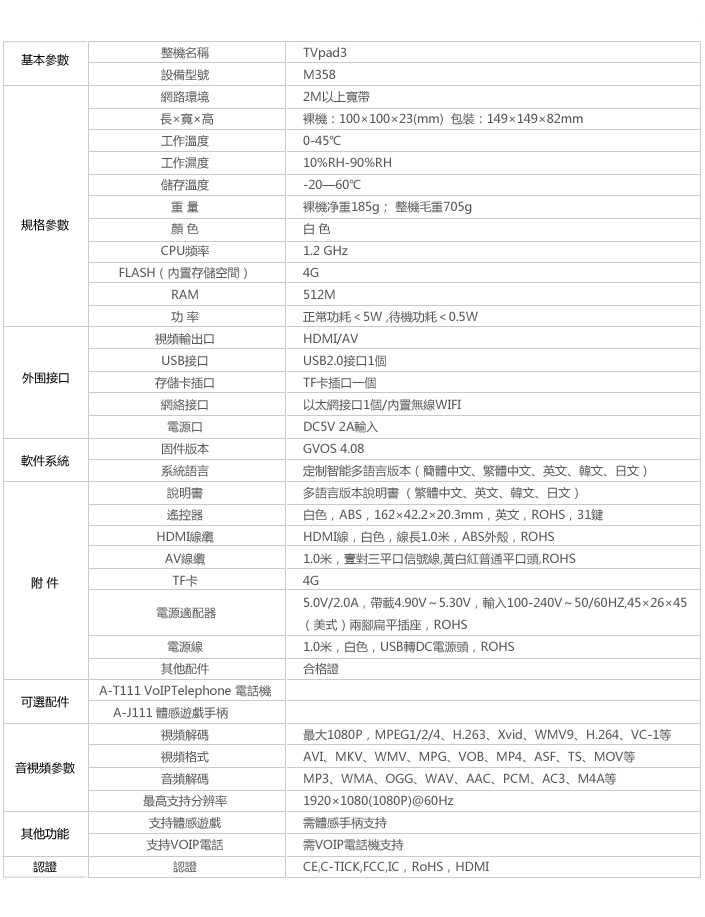 基本參數
整機名稱 TVpad3
設備型號 M358
規格參數
網路環境 2M以上寬帶
長×寬×高 裸機：100×100×23(mm) 包裝：149×149×82mm
工作溫度 0-45℃
工作濕度 10%RH-90%RH
儲存溫度 -20—60℃
重 量 裸機净重185g； 整機毛重705g
顏 色 白 色
CPU频率 1.2 GHz
FLASH（內置存儲空間） 4G
RAM 512M
功 率 正常功耗＜5W ,待機功耗＜0.5W
外围接口
視頻輸出口 HDMI/AV
USB接口 USB2.0接口1個
存儲卡插口 TF卡插口一個
網絡接口 以太網接口1個/內置無線WIFI
電源口 DC5V 2A輸入
軟件系統
固件版本 GVOS 4.08
系統語言 定制智能多語言版本（簡體中文、繁體中文、英文、韓文、日文）
附 件
說明書 多語言版本說明書（繁體中文、英文、韓文、日文）
遙控器 白色，ABS，162×42.2×20.3mm，英文，ROHS，31鍵
HDMI線纜 HDMI線，白色，線長1.0米，ABS外殼，ROHS
AV線纜 1.0米，壹對三平口信號線,黃白紅普通平口頭,ROHS
TF卡 4G
電源適配器 5.0V/2.0A，帶載4.90V～5.30V，輸入100-240V～50/60HZ,45×26×45
（美式）兩腳扁平插座，ROHS
電源線 1.0米，白色，USB轉DC電源頭，ROHS
其他配件 合格證
可選配件
A-T111 VoIPTelephone 電話機
A-J111 體感遊戲手柄
音視頻參數
視頻解碼 最大1080P，MPEG1/2/4、H.263、Xvid、WMV9、H.264、VC-1等
視頻格式 AVI、MKV、WMV、MPG、VOB、MP4、ASF、TS、MOV等
音頻解碼 MP3、WMA、OGG、WAV、AAC、PCM、AC3、M4A等
最高支持分辨率 1920×1080(1080P)@60Hz
其他功能
支持體感遊戲 需體感手柄支持
支持VOIP電話 需VOIP電話機支持
認證 認證 CE,C-TICK,FCC,IC，RoHS，HDMI